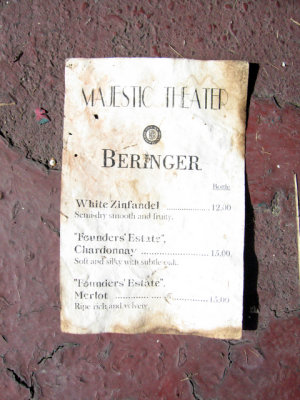 MAJESTIC THEATER
BERINGER
Bottle
White Zinfandel ................ 12.00
Semi-dry smooth and fruity.
"Founders' Estate",
Chardonnay ........................ 15.00
Soft and silky with subtle oak.
"Founders' Estate",
Merlot ................................ 15.00
Ripe rich and velvety.